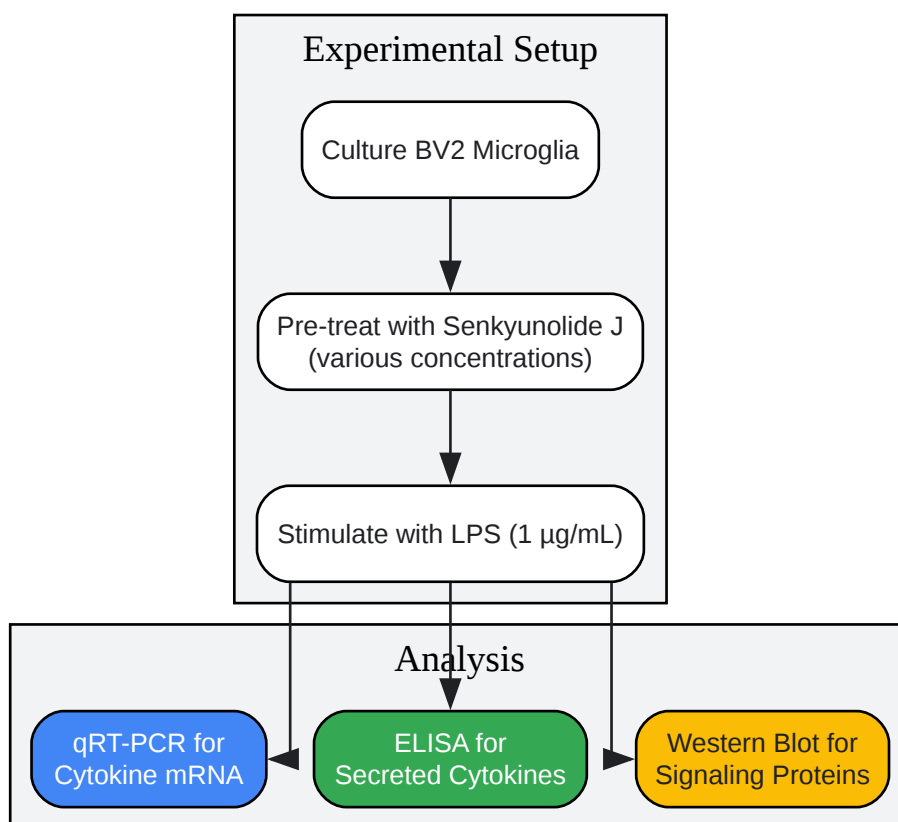 Experimental Setup
Culture BV2 Microglia
Pre-treat with Senkyunolide J
(various concentrations)
Stimulate with LPS (1 µg/mL)
Analysis
qRT-PCR for
Cytokine mRNA
ELISA for
Secreted Cytokines
Western Blot for
Signaling Proteins